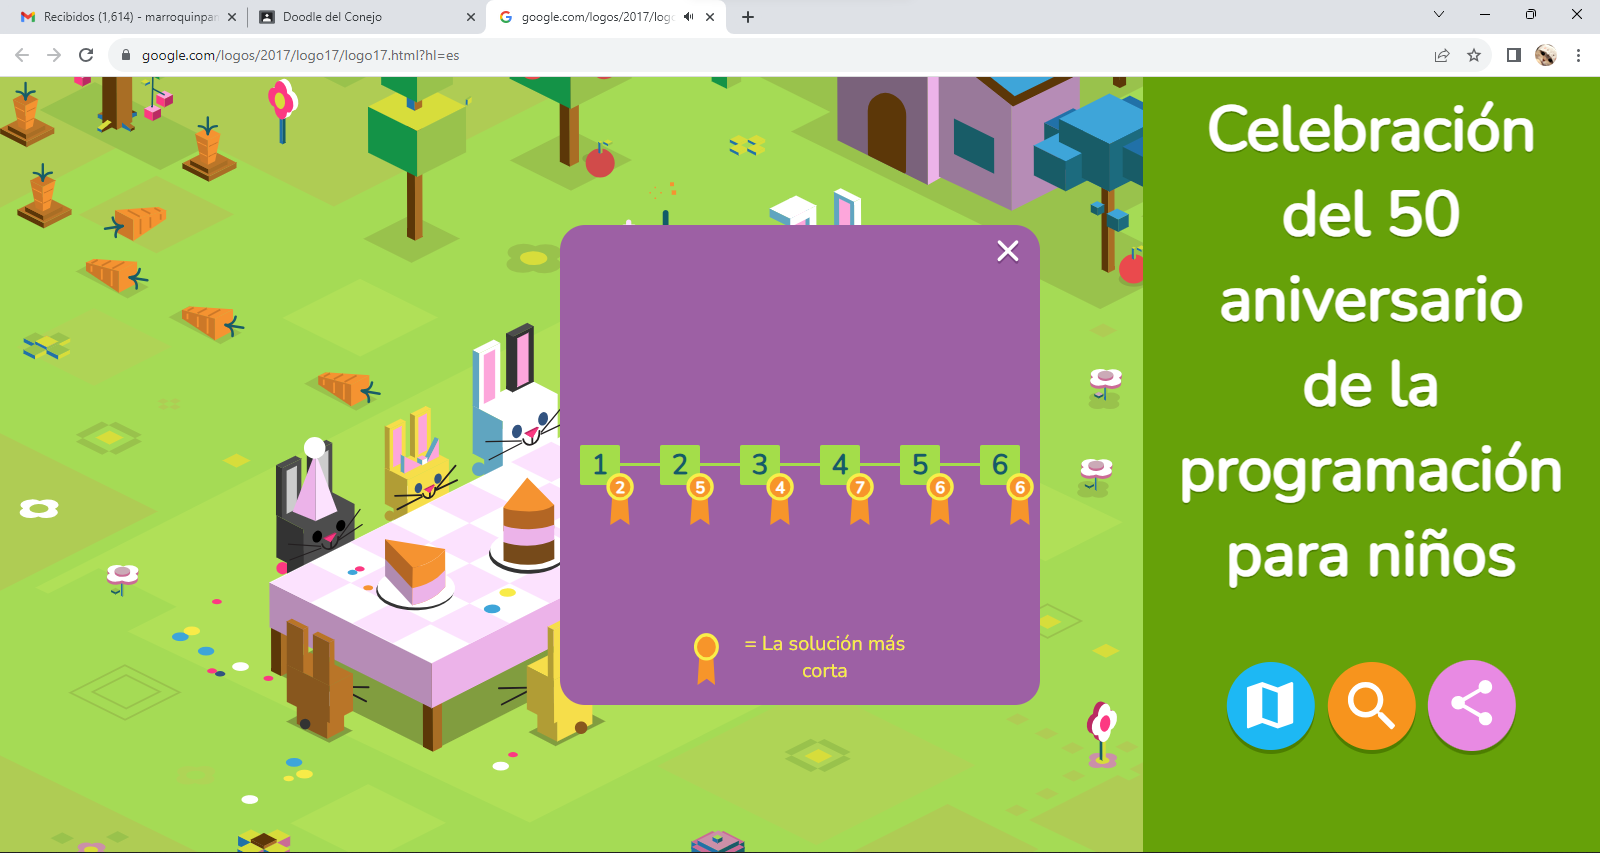 Recibidos (1,614) - marroquinpan
Doodle del Conejo
google.com/logos/2017/logo
google.com/logos/2017/logo17/logo17.html?hl=es
Celebración
del 50
aniversario
de la
programación
para niños
1 2 3 4 5 6
2 5 4 7 6 6
= La solución más
corta